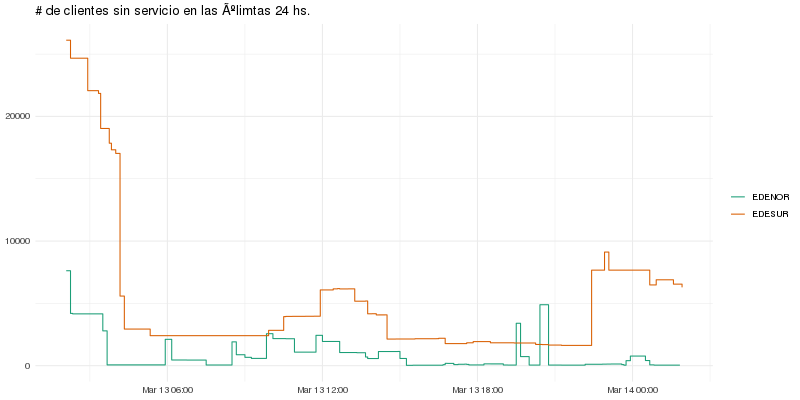 # de clientes sin servicio en las Ãºlimtas 24 hs.
20000
10000
0
Mar 13 06:00
Mar 13 12:00
Mar 13 18:00
Mar 14 00:00
EDENOR
EDESUR